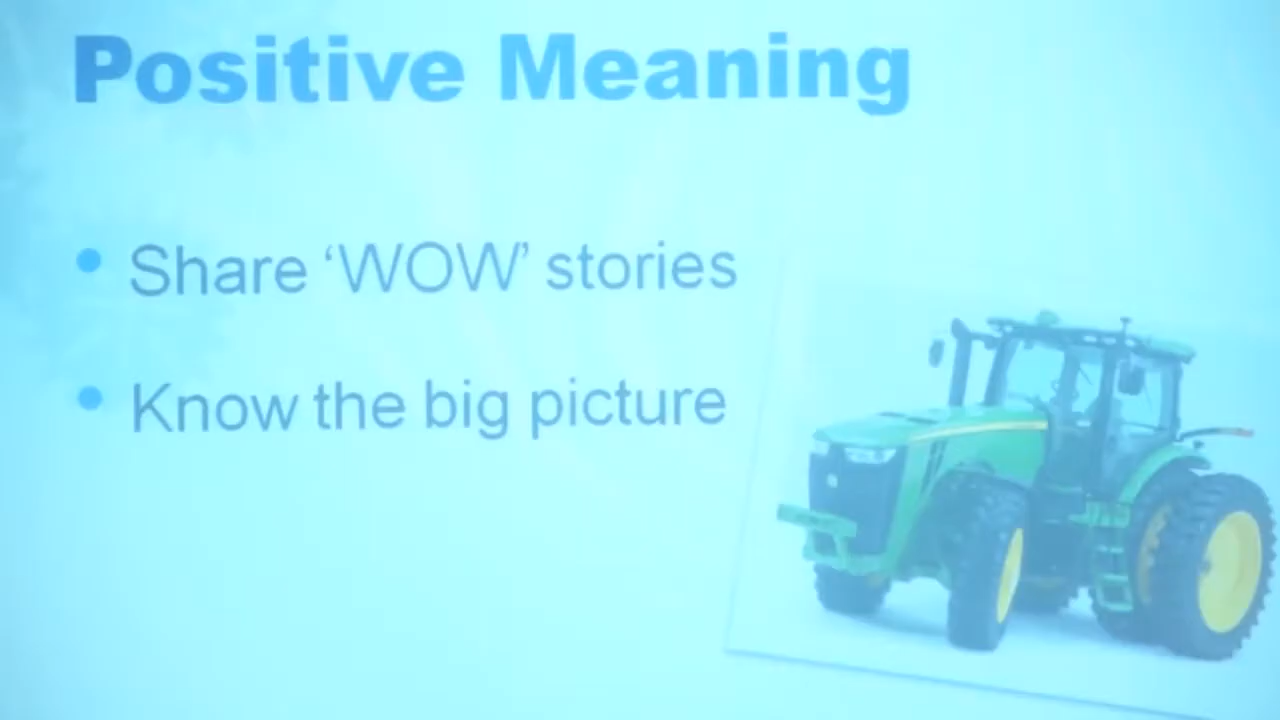 Positive Meaning
Share ‘WOW’ stories
Know the big picture